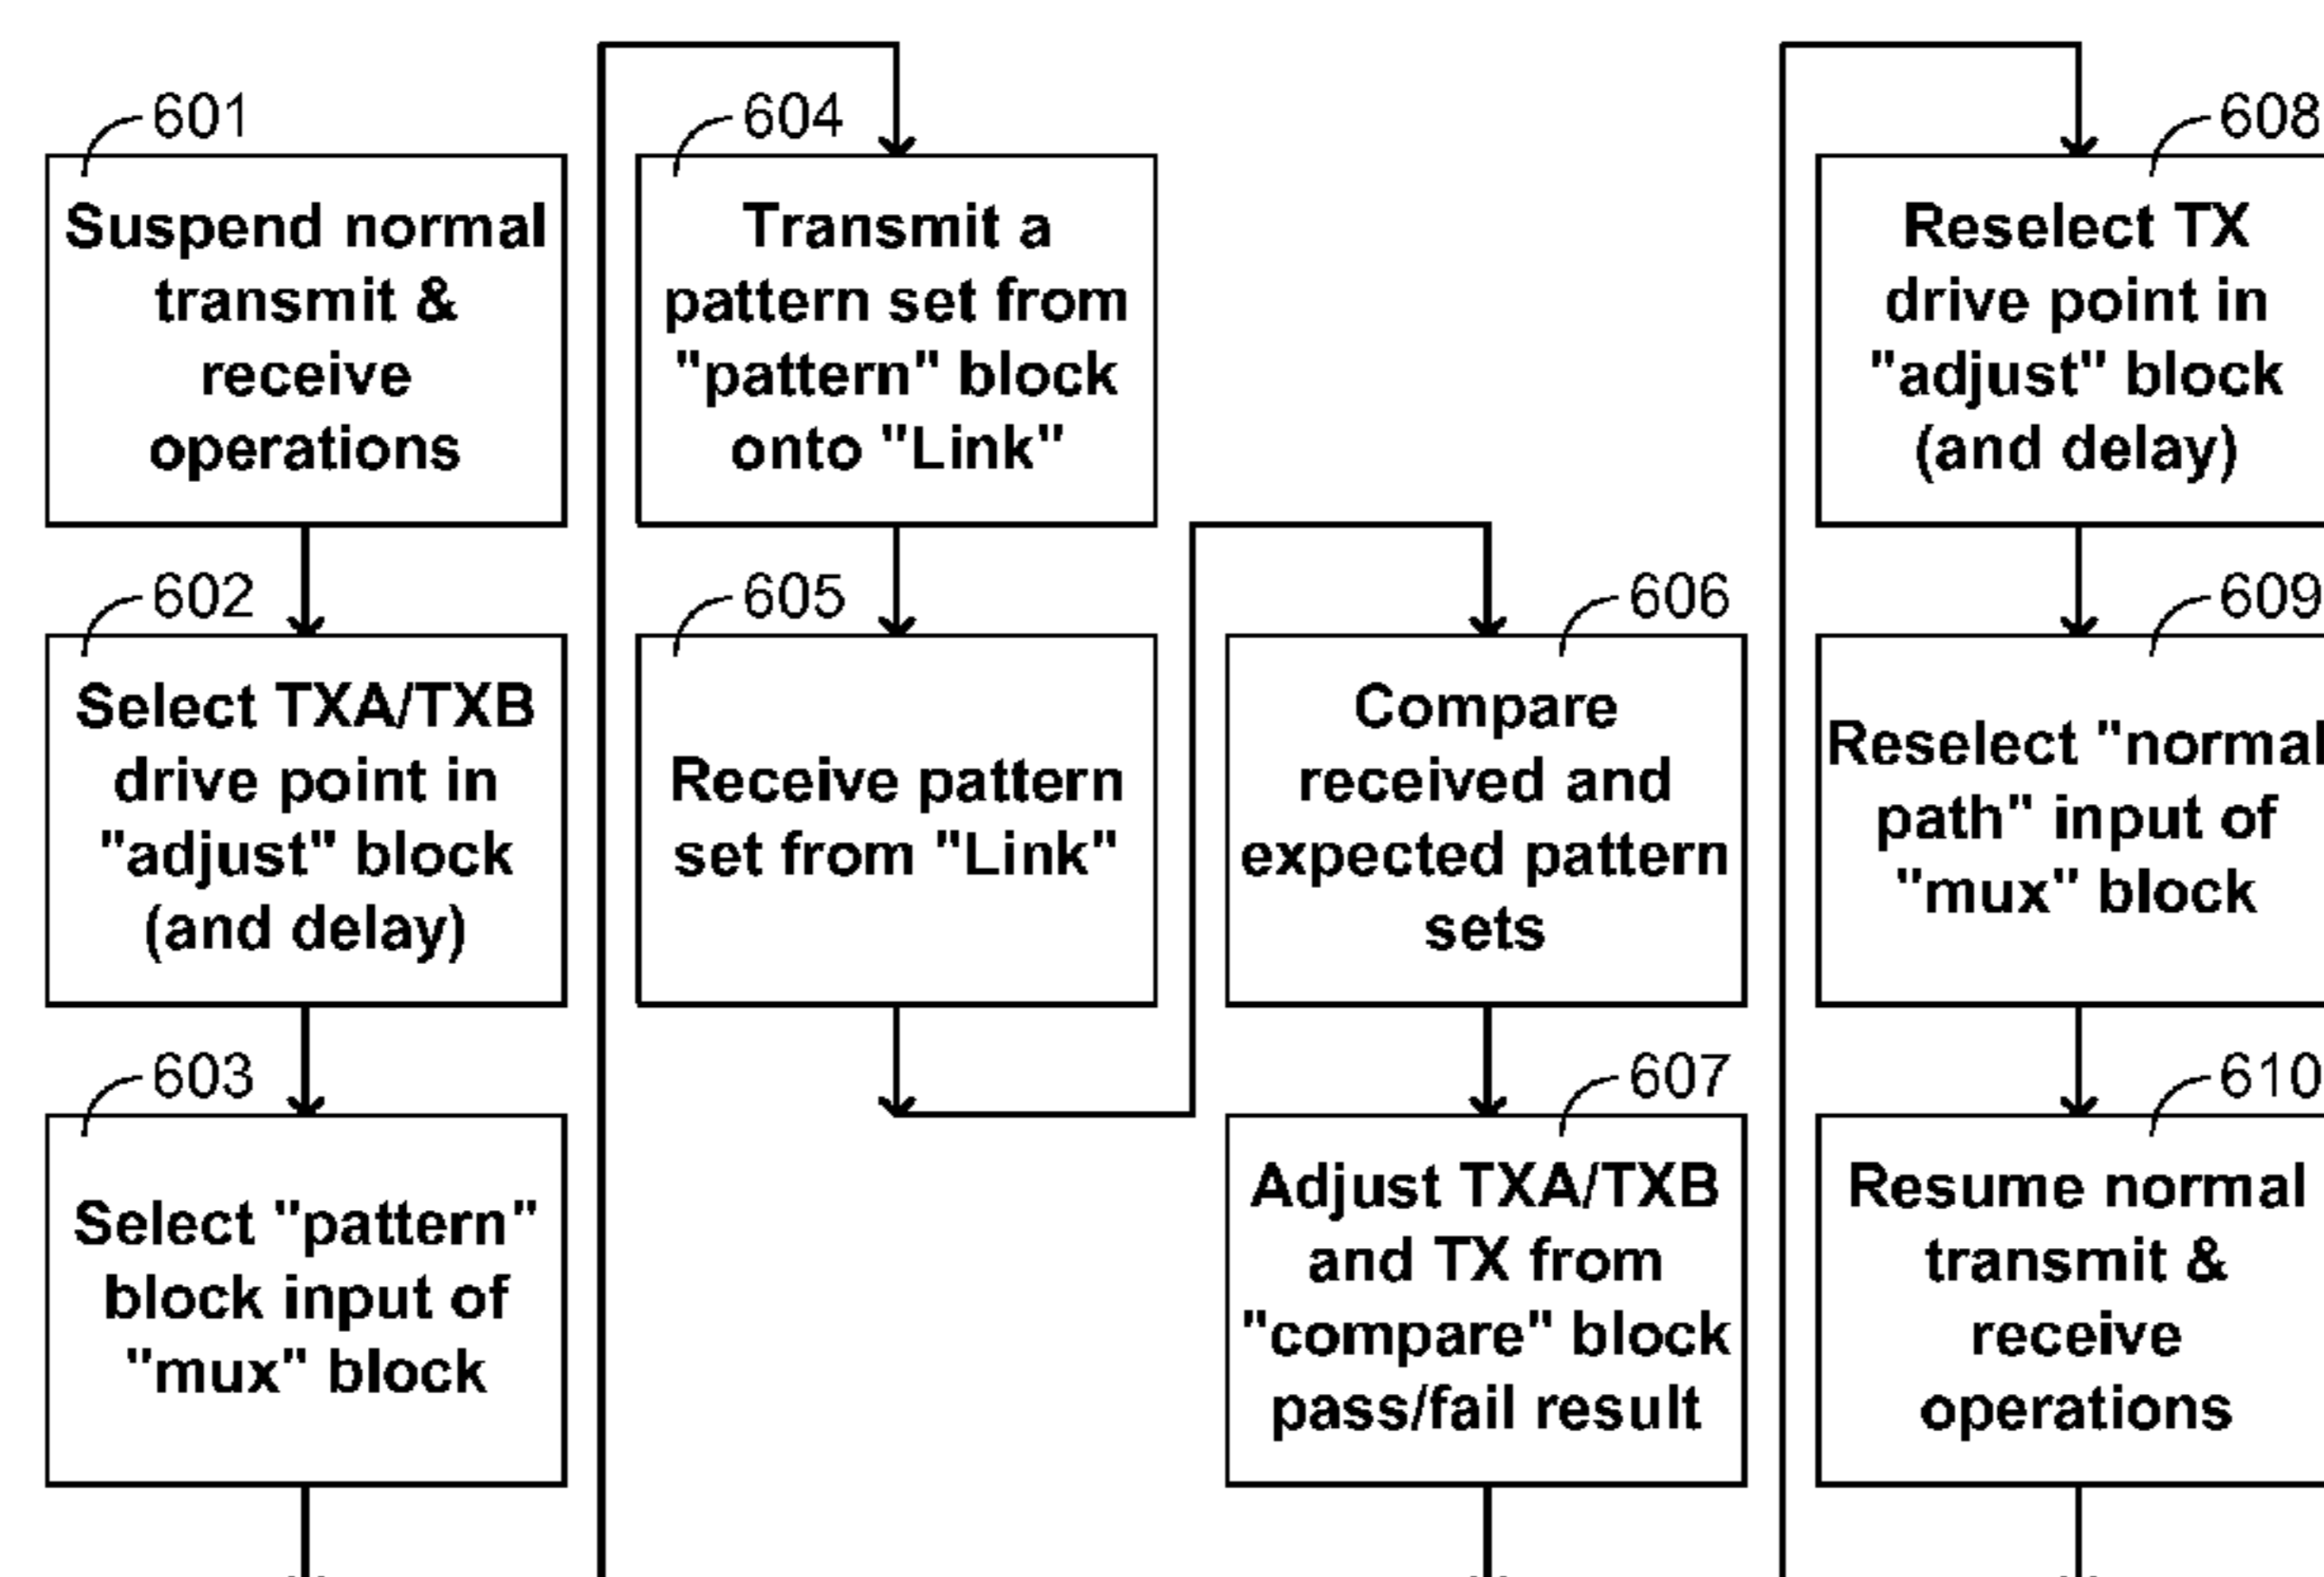 601
Suspend normal
transmit &
receive
operations
602
Select TXA/TXB
drive point in
"adjust" block
(and delay)
603
Select "pattern"
block input of
"mux" block
604
Transmit a
pattern set from
"pattern" block
onto "Link"
605
Receive pattern
set from "Link"
606
Compare
received and
expected pattern
sets
607
Adjust TXA/TXB
and TX from
"compare" block
pass/fail result
608
Reselect TX
drive point in
"adjust" block
(and delay)
609
Reselect "normal
path" input of
"mux" block
610
Resume normal
transmit &
receive
operations